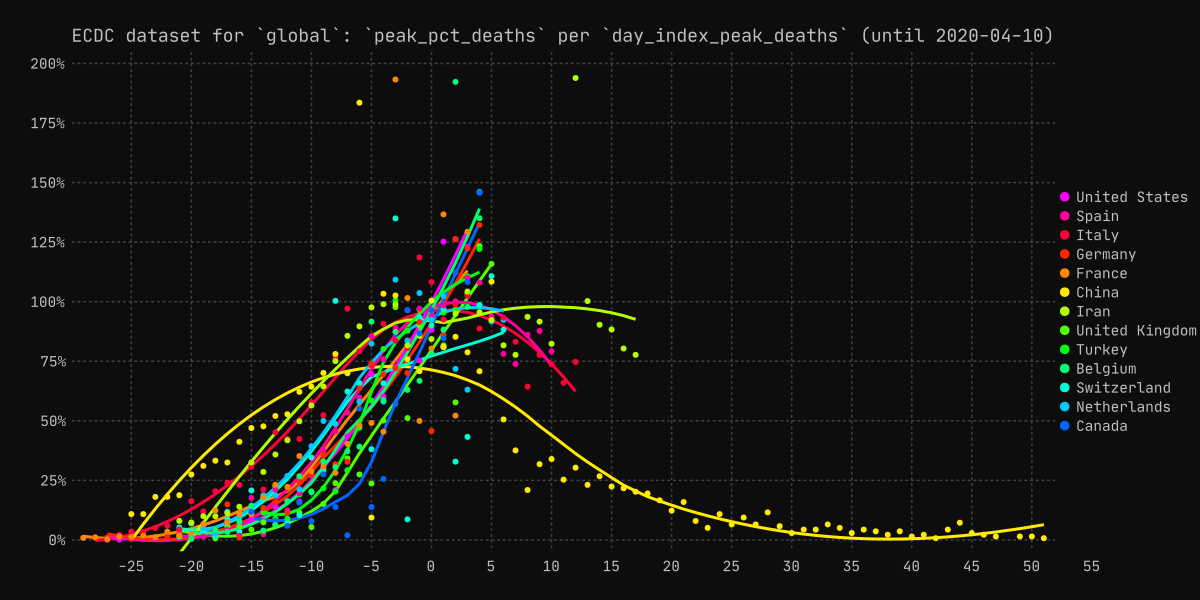 ECDC dataset for `global`: `peak_pct_deaths` per `day_index_peak_deaths` (until 2020-04-10)
200%
175%
150%
125%
100%
75%
50%
25%
0%
-25 -20 -15 -10 -5 0 5 10 15 20 25 30 35 40 45 50 55
United States
Spain
Italy
Germany
France
China
Iran
United Kingdom
Turkey
Belgium
Switzerland
Netherlands
Canada